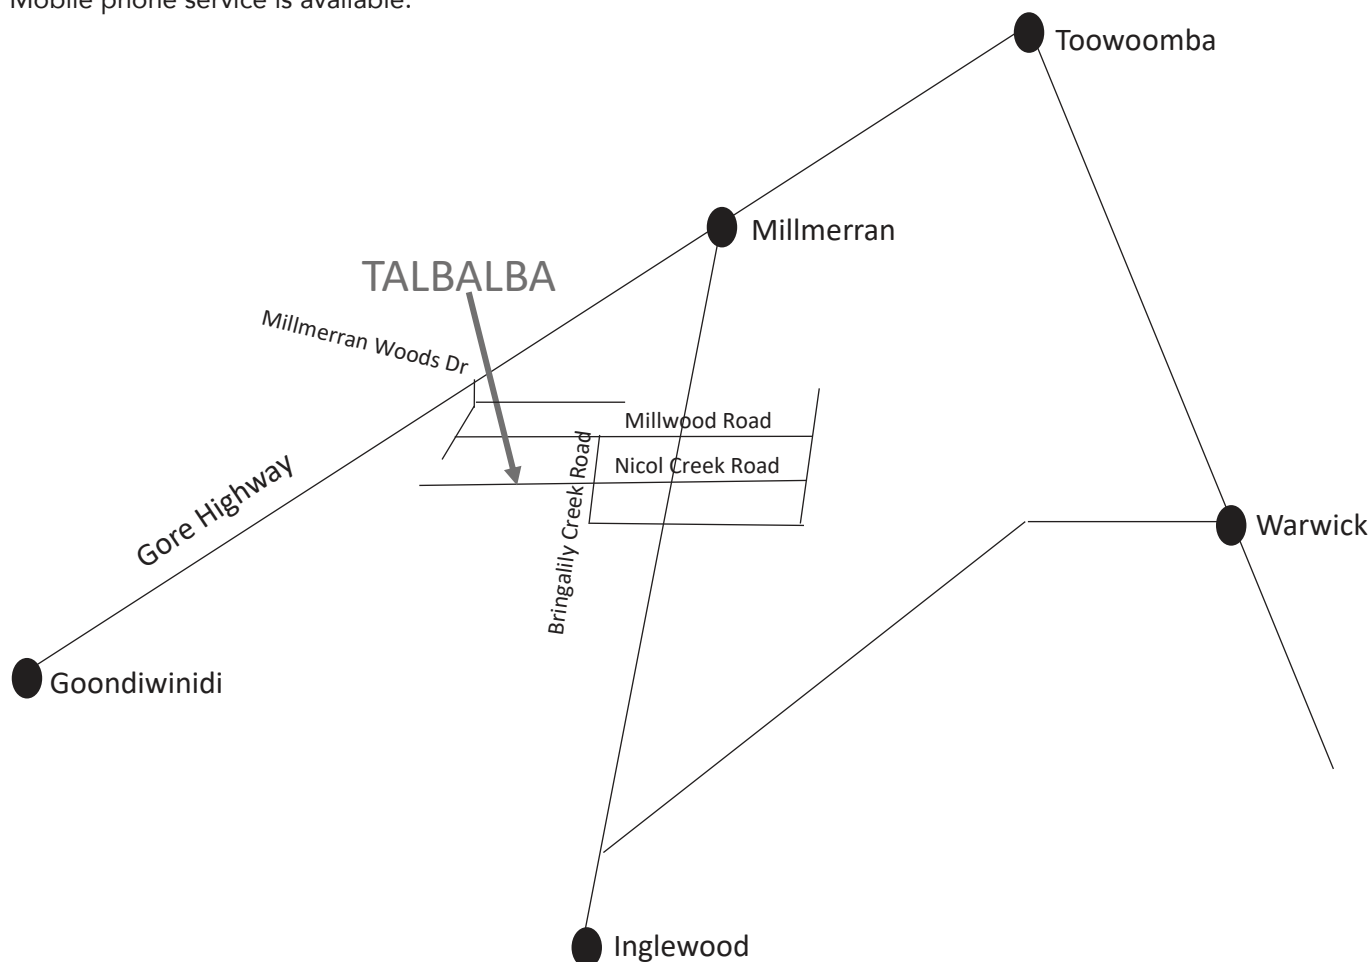 Mobile phone service is available.
Toowoomba
Millmerran
TALBALBA
Millmerran Woods Dr
Millwood Road
Nicol Creek Road
Bringalily Creek Road
Gore Highway
Warwick
Goondiwinidi
Inglewood